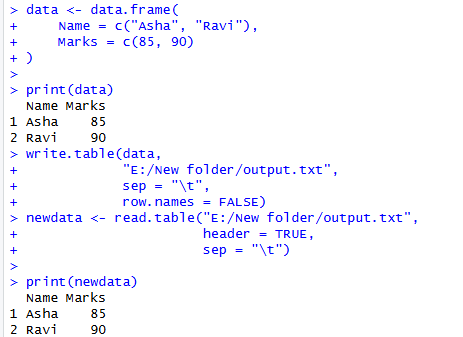 > data <- data.frame(
+     Name = c("Asha", "Ravi"),
+     Marks = c(85, 90)
+ )
>
> print(data)
  Name Marks
1 Asha    85
2 Ravi    90
> write.table(data,
+             "E:/New folder/output.txt",
+             sep = "\t",
+             row.names = FALSE)
> newdata <- read.table("E:/New folder/output.txt",
+                       header = TRUE,
+                       sep = "\t")
>
> print(newdata)
  Name Marks
1 Asha    85
2 Ravi    90